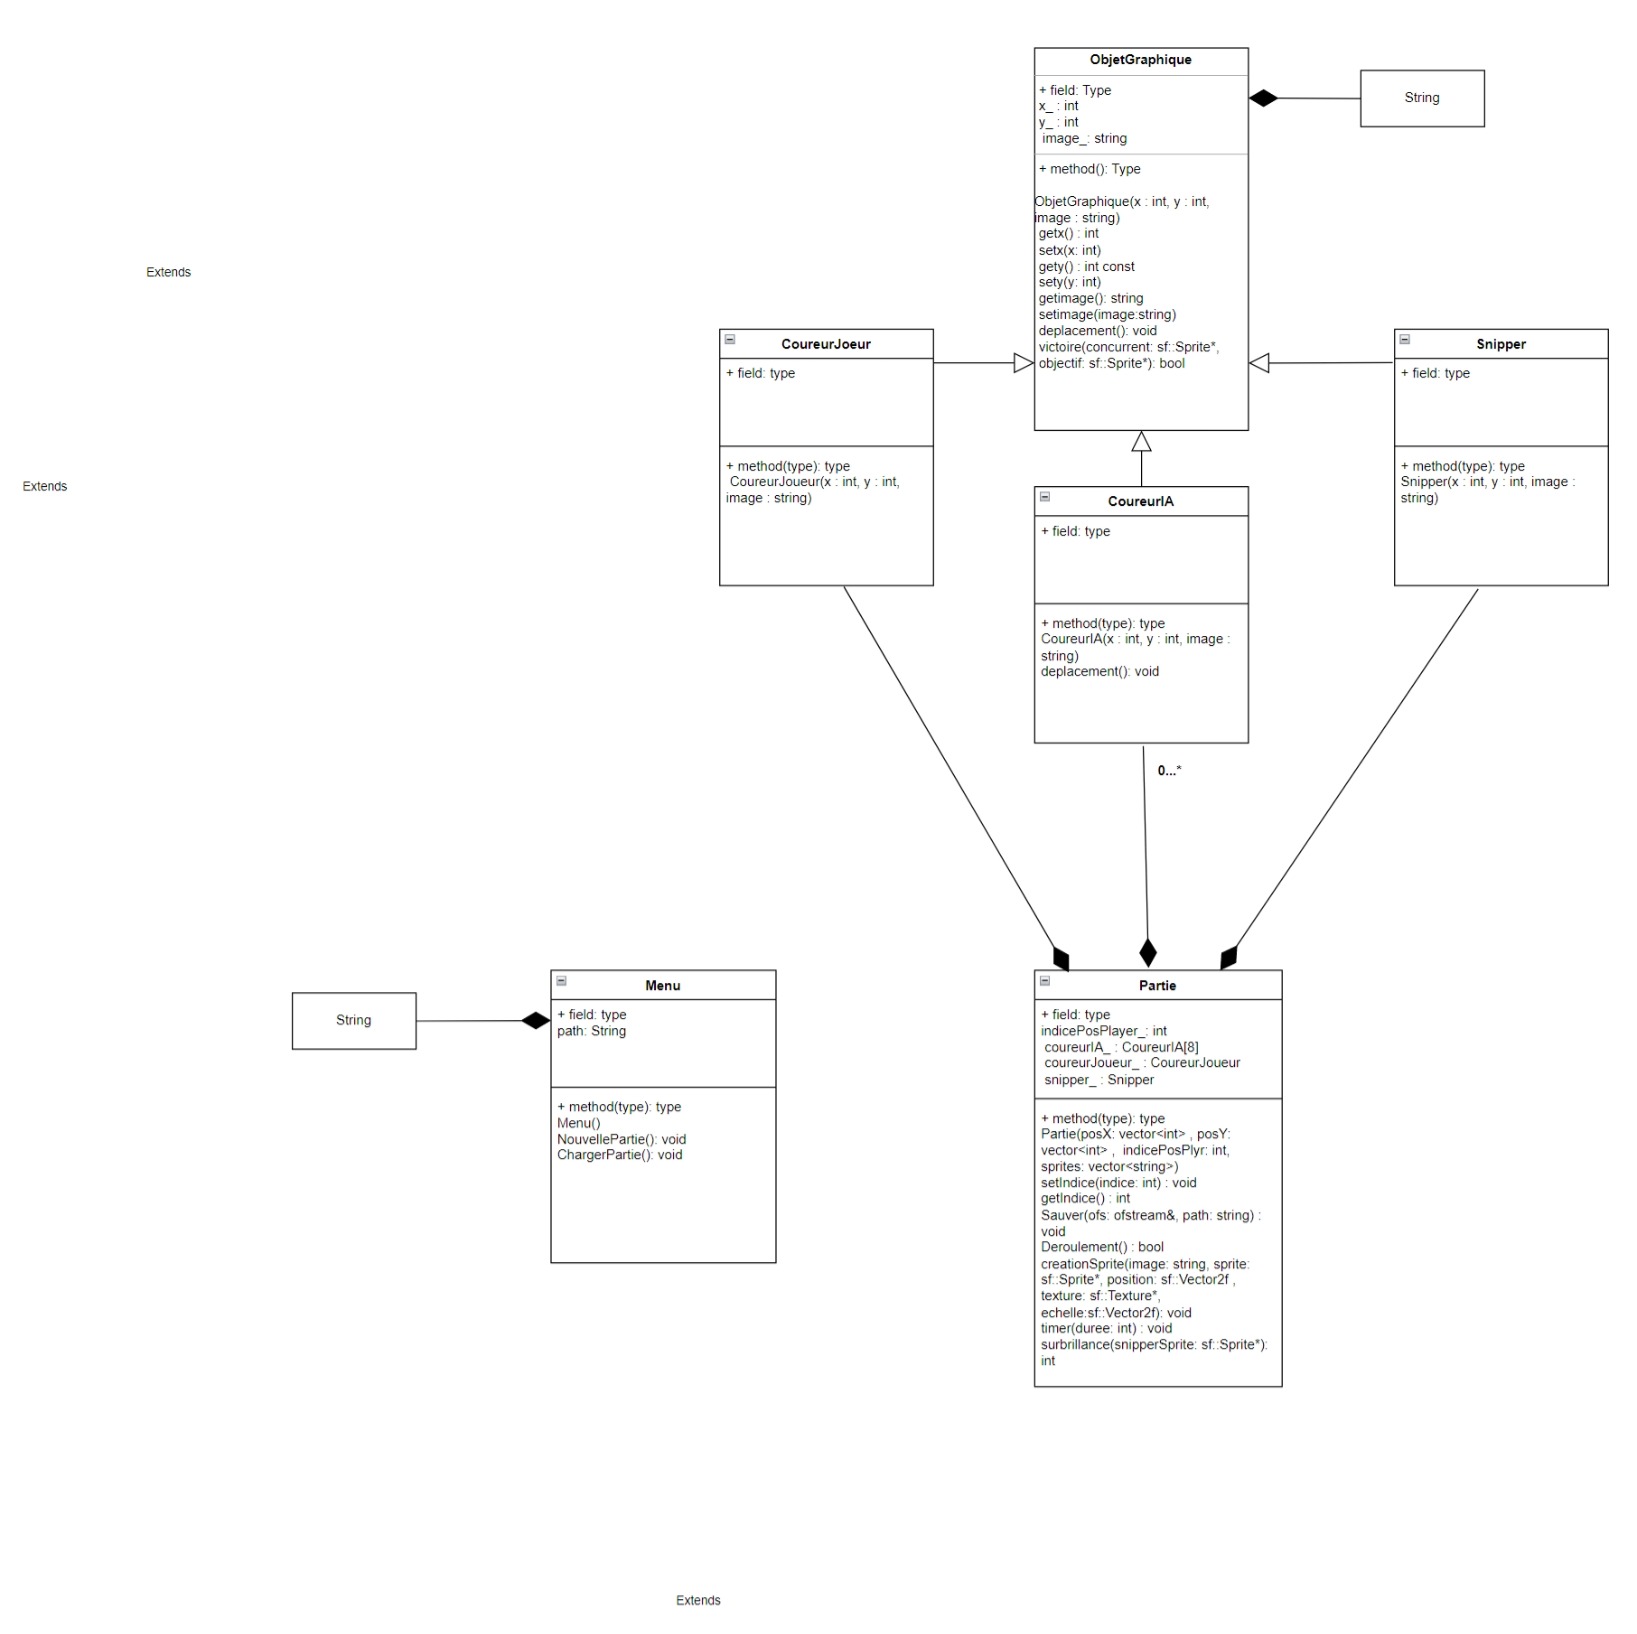 ObjetGraphique
+ field: Type
x_ : int
y_ : int
image_: string
+ method(): Type
ObjetGraphique(x : int, y : int,
image : string)
getx() : int
setx(x: int)
gety() : int const
sety(y: int)
getimage(): string
setimage(image:string)
deplacement(): void
victoire(concurrent: sf::Sprite*,
objectif: sf::Sprite*): bool
String
Extends
CoureurJoeur
+ field: type
+ method(type): type
CoureurJoueur(x : int, y : int,
image : string)
Snipper
+ field: type
+ method(type): type
Snipper(x : int, y : int, image :
string)
Extends
CoureurIA
+ field: type
+ method(type): type
CoureurIA(x : int, y : int, image :
string)
deplacement(): void
0...*
String
Menu
+ field: type
path: String
+ method(type): type
Menu()
NouvellePartie(): void
ChargerPartie(): void
Partie
+ field: type
indicePosPlayer_: int
coureurIA_ : CoureurIA[8]
coureurJoueur_ : CoureurJoueur
snipper_ : Snipper
+ method(type): type
Partie(posX: vector<int> , posY:
vector<int> , indicePosPlyr: int,
sprites: vector<string>)
setIndice(indice: int) : void
getIndice() : int
Sauver(ofs: ofstream&, path: string) :
void
Deroulement() : bool
creationSprite(image: string, sprite:
sf::Sprite*, position: sf::Vector2f ,
texture: sf::Texture*,
echelle:sf::Vector2f): void
timer(duree: int) : void
surbrillance(snipperSprite: sf::Sprite*):
int
Extends